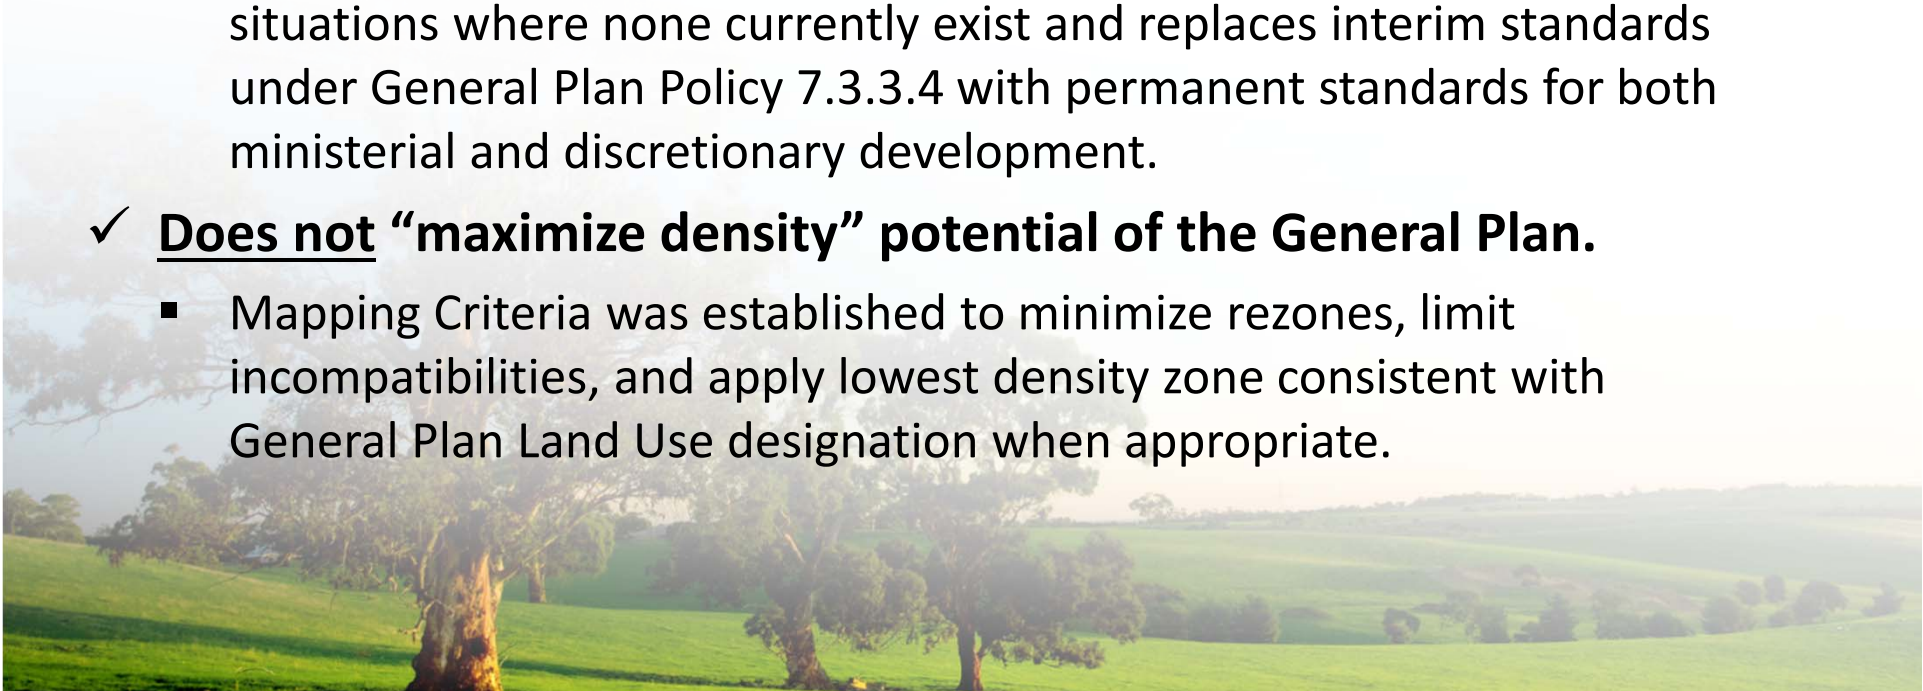 situations where none currently exist and replaces interim standards
under General Plan Policy 7.3.3.4 with permanent standards for both
ministerial and discretionary development.
✓ Does not “maximize density” potential of the General Plan.
▪ Mapping Criteria was established to minimize rezones, limit
incompatibilities, and apply lowest density zone consistent with
General Plan Land Use designation when appropriate.